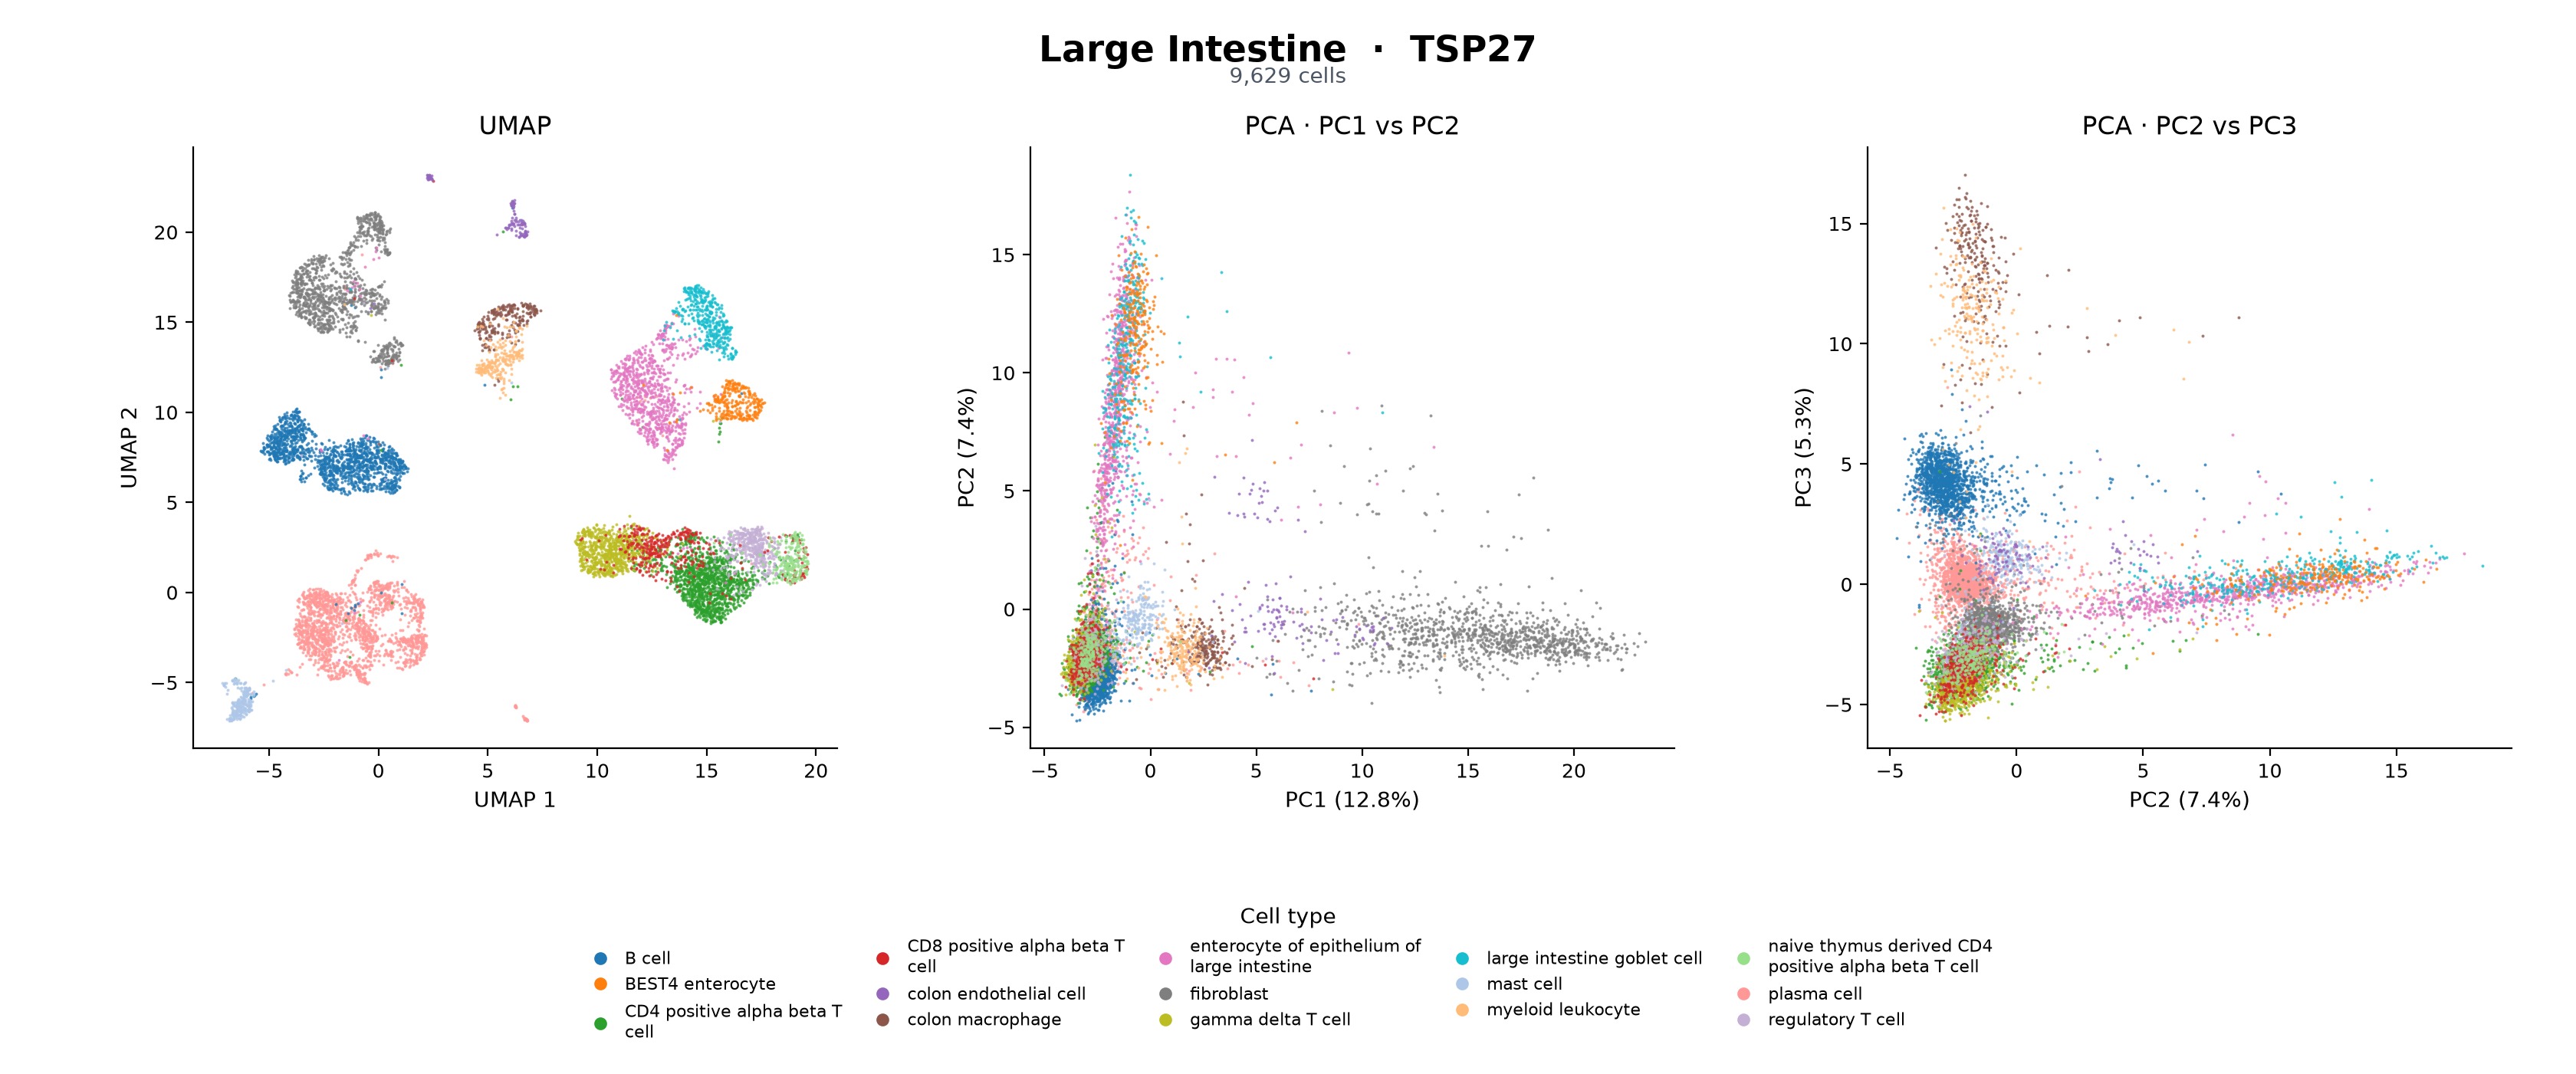 Large Intestine · TSP27
9,629 cells
UMAP
PCA · PC1 vs PC2
PCA · PC2 vs PC3
UMAP 2
20
15
10
5
0
−5
−5
0
5
10
15
20
UMAP 1
PC2 (7.4%)
15
10
5
0
−5
−5
0
5
10
15
20
PC1 (12.8%)
PC3 (5.3%)
15
10
5
0
−5
−5
0
5
10
15
PC2 (7.4%)
Cell type
B cell
BEST4 enterocyte
CD4 positive alpha beta T
cell
CD8 positive alpha beta T
cell
colon endothelial cell
colon macrophage
enterocyte of epithelium of
large intestine
fibroblast
gamma delta T cell
large intestine goblet cell
mast cell
myeloid leukocyte
naive thymus derived CD4
positive alpha beta T cell
plasma cell
regulatory T cell